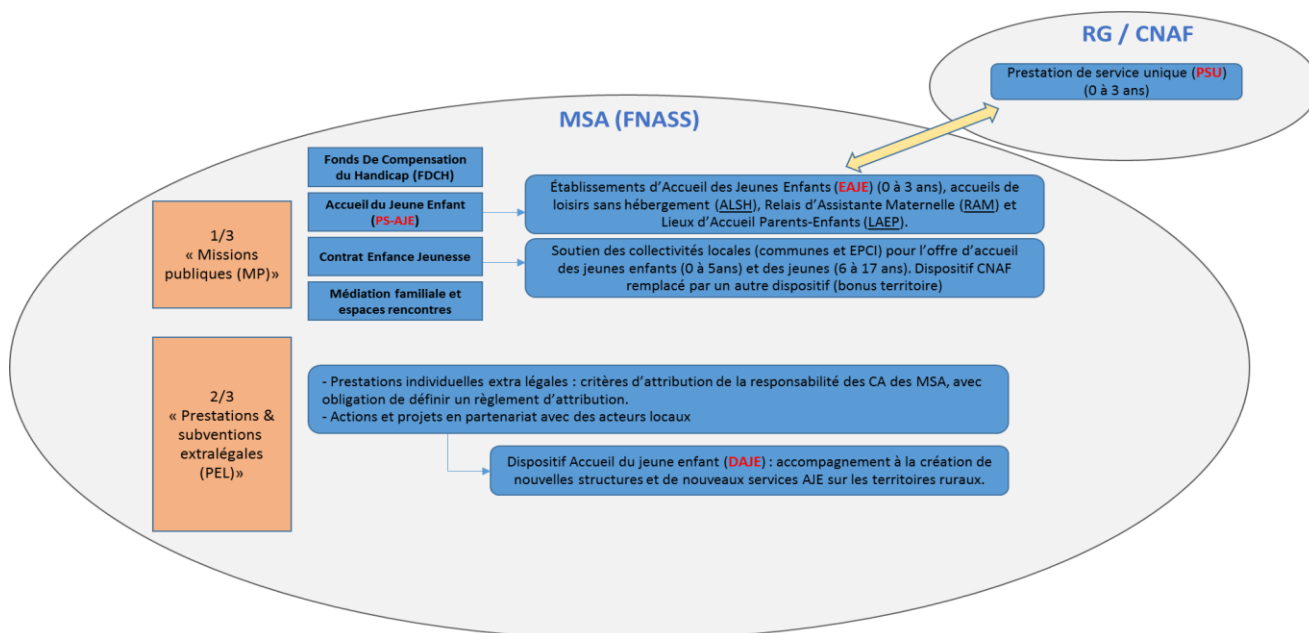 RG / CNAF
Prestation de service unique (PSU)
(0 à 3 ans)
MSA (FNASS)
Fonds De Compensation
du Handicap (FDCH)
Accueil du Jeune Enfant
(PS-AJE)
Contrat Enfance Jeunesse
Médiation familiale et
espaces rencontres
1/3
« Missions
publiques (MP)»
Établissements d’Accueil des Jeunes Enfants (EAJE) (0 à 3 ans), accueils de
loisirs sans hébergement (ALSH), Relais d’Assistante Maternelle (RAM) et
Lieux d’Accueil Parents-Enfants (LAEP).
Soutien des collectivités locales (communes et EPCI) pour l’offre d’accueil
des jeunes enfants (0 à 5ans) et des jeunes (6 à 17 ans). Dispositif CNAF
remplacé par un autre dispositif (bonus territoire)
2/3
« Prestations &
subventions
extralégales
(PEL)»
- Prestations individuelles extra légales : critères d’attribution de la responsabilité des CA des MSA, avec
obligation de définir un règlement d’attribution.
- Actions et projets en partenariat avec des acteurs locaux
Dispositif Accueil du jeune enfant (DAJE) : accompagnement à la création de
nouvelles structures et de nouveaux services AJE sur les territoires ruraux.